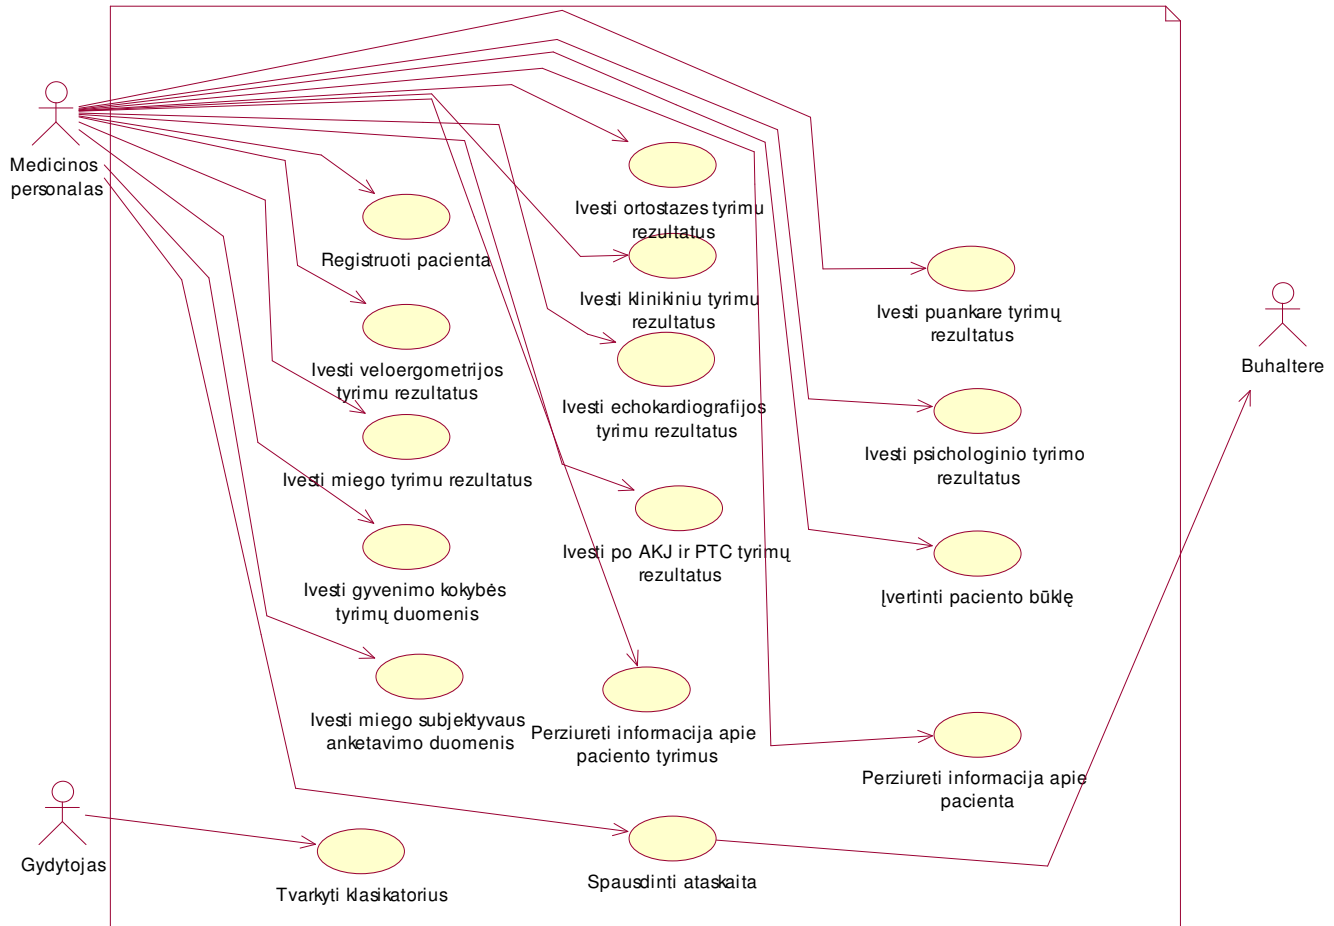 Medicinos
personalas
Registruoti pacienta
Ivesti veloergometrijos
tyrimu rezultatus
Ivesti miego tyrimu rezultatus
Ivesti gyvenimo kokybės
tyrimų duomenis
Ivesti miego subjektyvaus
anketavimo duomenis
Ivesti ortostazes tyrimu
rezultatus
Ivesti klinikiniu tyrimu
rezultatus
Ivesti echokardiografijos
tyrimu rezultatus
Ivesti po AKJ ir PTC tyrimų
rezultatus
Perziureti informacija apie
paciento tyrimus
Ivesti puankare tyrimų
rezultatus
Ivesti psichologinio tyrimo
rezultatus
Įvertinti paciento būklę
Perziureti informacija apie
pacienta
Buhaltere
Gydytojas
Tvarkyti klasikatorius
Spausdinti ataskaita